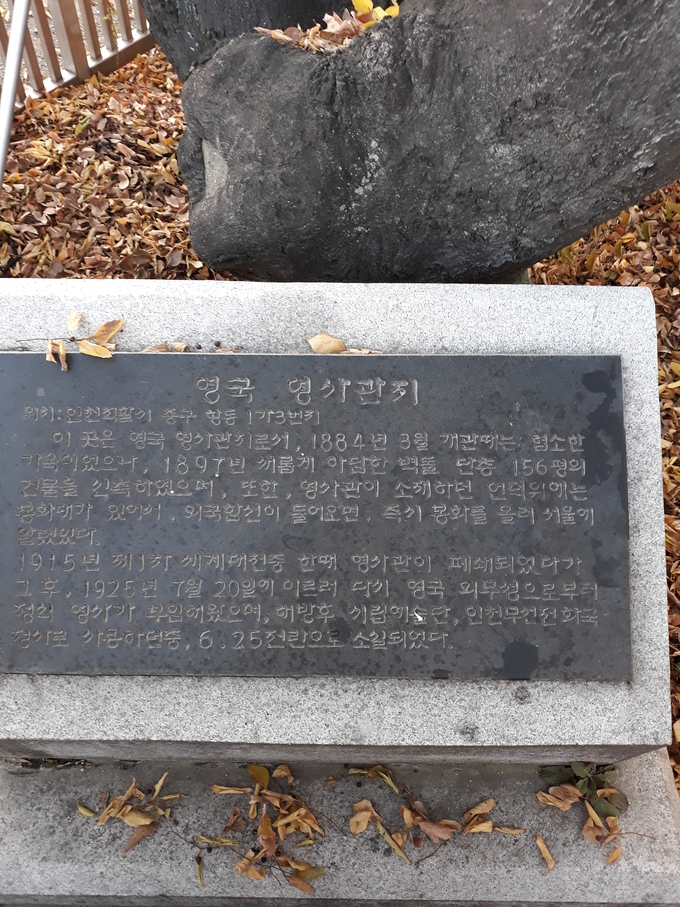 영국 영사관지
위치:인천직할시 중구 항동 1가3번지
이 곳은 영국 영사관지로서, 1884년 3월 개관때는 협소한
가옥이었으나, 1897년 새롭게 아담한 벽돌 단층 156평의
건물을 신축하였으며, 또한, 영사관이 소재하던 언덕위에는
봉화대가 있어서, 외국함선이 들어오면, 즉시 봉화를 올려 서울에
알렸었다.
1915년 제1차 세계대전중 한때 영사관이 폐쇄되었다가
그후, 1925년 7월 20일에 이르러 다시 영국 외무성으로부터
정의 영사가 부임해왔으며, 해방후 시립예술단, 인천무선전화국
청사로 사용하던중, 6.25전란으로 소실되었다.